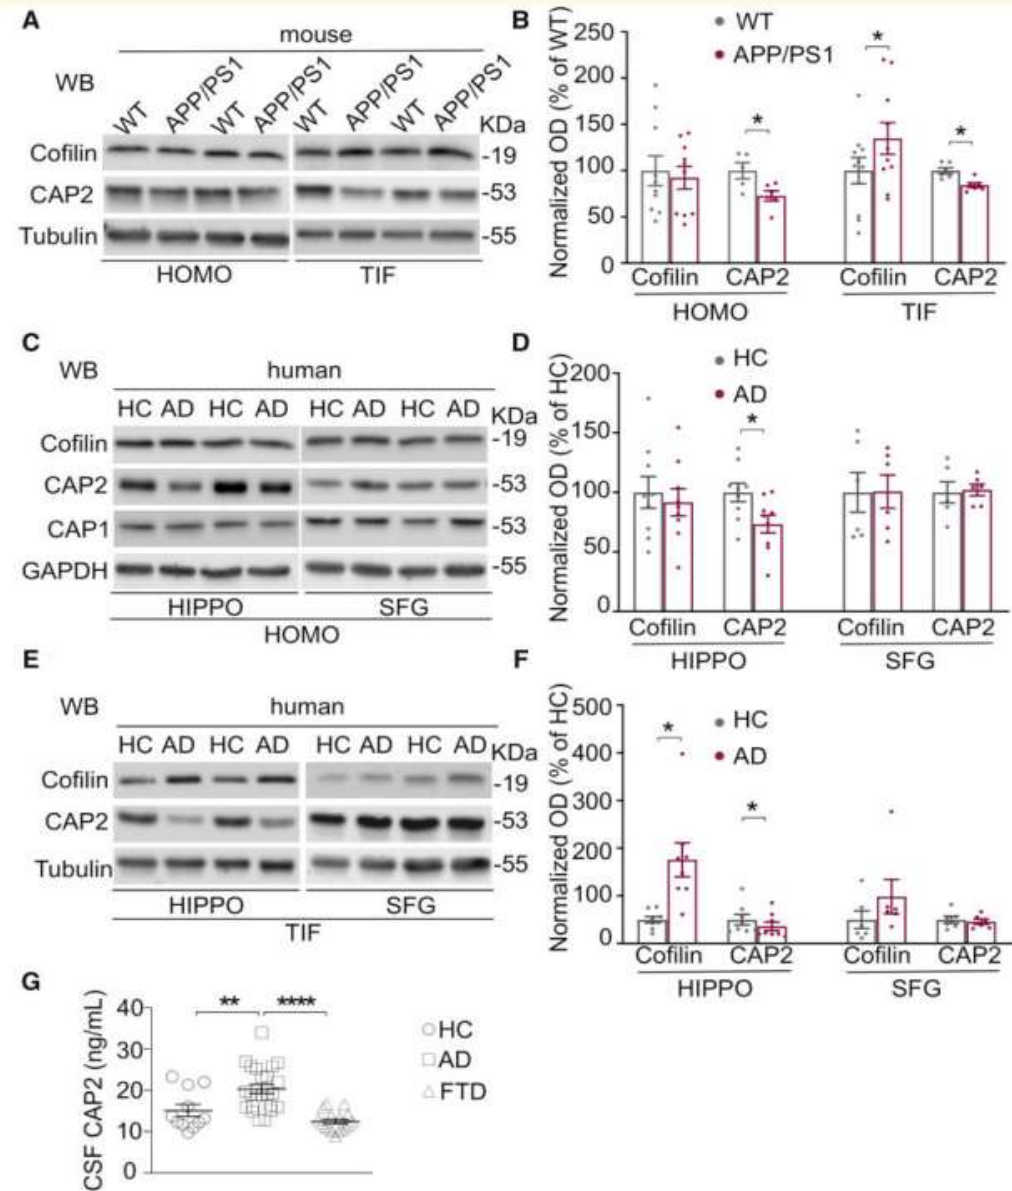 A
mouse
WB
WT APP/PS1 WT APP/PS1 WT APP/PS1 WT APP/PS1
KDa
Cofilin -19
CAP2 -53
Tubulin -55
HOMO TIF
B
WT
APP/PS1
Normalized OD (% of WT)
250
200
150
100
50
0
* * *
Cofilin CAP2 Cofilin CAP2
HOMO TIF
C
WB human
HC AD HC AD HC AD HC AD KDa
Cofilin -19
CAP2 -53
CAP1 -53
GAPDH -55
HIPPO SFG
HOMO
D
HC
AD
Normalized OD (% of HC)
200
150
100
50
0
*
Cofilin CAP2 Cofilin CAP2
HIPPO SFG
E
WB human
HC AD HC AD HC AD HC AD KDa
Cofilin -19
CAP2 -53
Tubulin -55
HIPPO SFG
TIF
F
HC
AD
Normalized OD (% of HC)
500
400
300
200
100
0
* *
Cofilin CAP2 Cofilin CAP2
HIPPO SFG
G
CSF CAP2 (ng/mL)
40
30
20
10
0
** ****
HC
AD
FTD